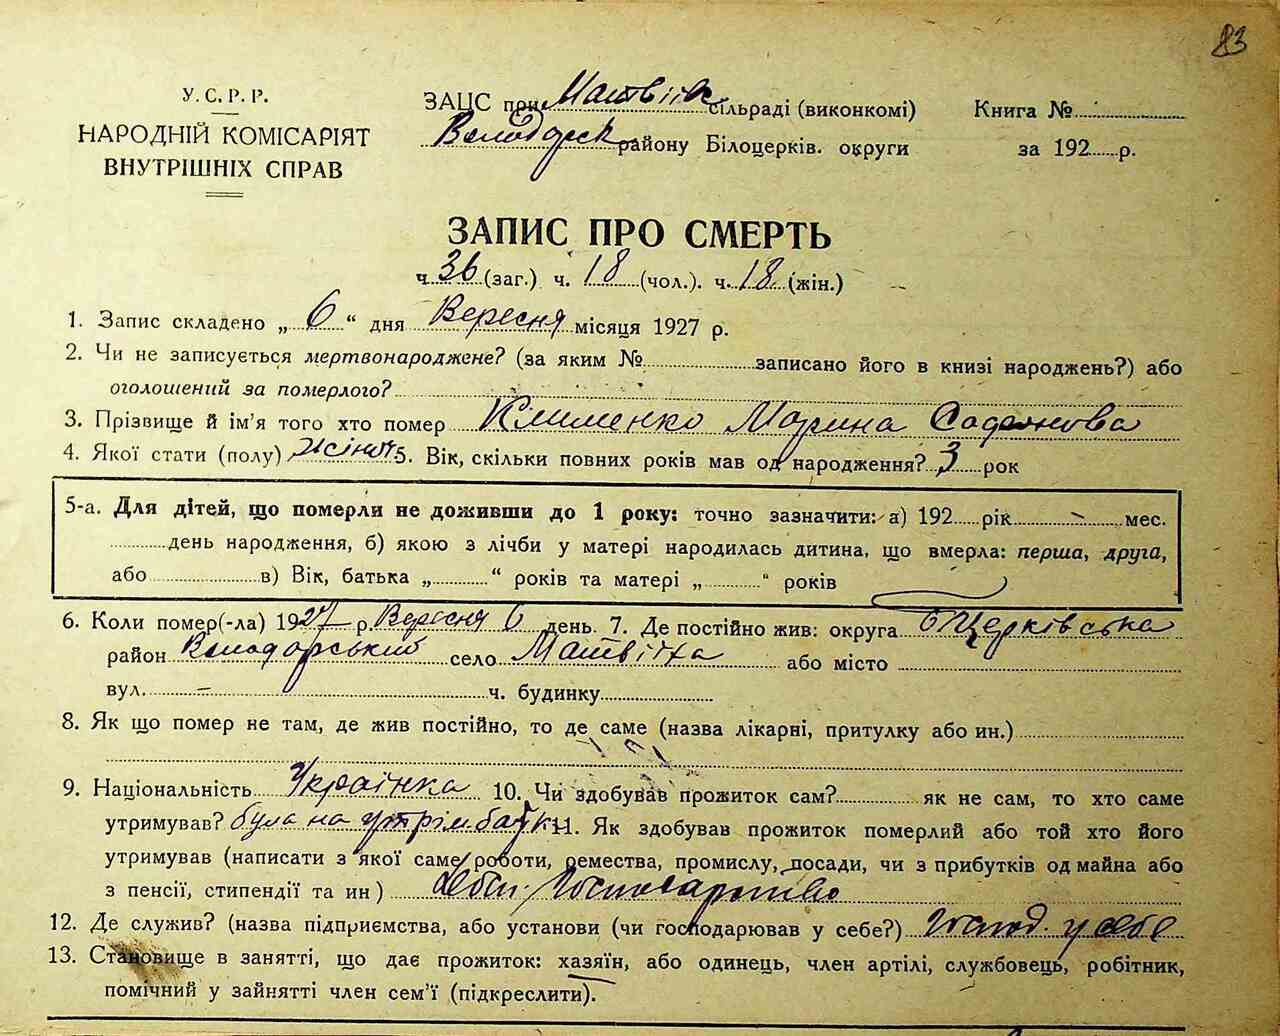 83
У. С. Р. Р.
НАРОДНІЙ КОМІСАРІЯТ
ВНУТРІШНІХ СПРАВ
ЗАЦС при Матвіїв сільраді (виконкомі)
Володарск району Білоцерків. округи
Книга №
за 192 р.
ЗАПИС ПРО СМЕРТЬ
ч. 36 (заг.) ч. 18 (чол.). ч. 18 (жін.)
1. Запис складено „ 6 “ дня Вересня місяця 1927 р.
2. Чи не записується мертвонароджене? (за яким № записано його в книзі народжень?) або
оголошений за померлого?
3. Прізвище й ім'я того хто помер Клименко Марина
4. Якої стати (полу) жіноч 5. Вік, скільки повних років мав од народження? 3 рок
5-а. Для дітей, що померли не доживши до 1 року: точно зазначити: а) 192 рік - мес.
день народження, б) якою з лічби у матері народилась дитина, що вмерла: перша, друга,
або в) Вік, батька „ “ років та матері „ “ років
6. Коли помер(-ла) 1927 р. Вересня 6 день. 7. Де постійно жив: округа БЦерківська
район Володарський село Матвіїха або місто
вул. - ч. будинку
8. Як що помер не там, де жив постійно, то де саме (назва лікарні, притулку або ин.)
9. Національність Українка 10. Чи здобував прожиток сам? як не сам, то хто саме
утримував? була на у батьк 11. Як здобував прожиток померлий або той хто його
утримував (написати з якої саме роботи, ремества, промислу, посади, чи з прибутків од майна або
з пенсії, стипендії та ин ) Господарство
12. Де служив? (назва підприємства, або установи (чи господарював у себе?) Господ. у себе
13. Становище в занятті, що дає прожиток: хазяїн, або одинець, член артілі, службовець, робітник,
помічний у зайнятті член сем'ї (підкреслити).